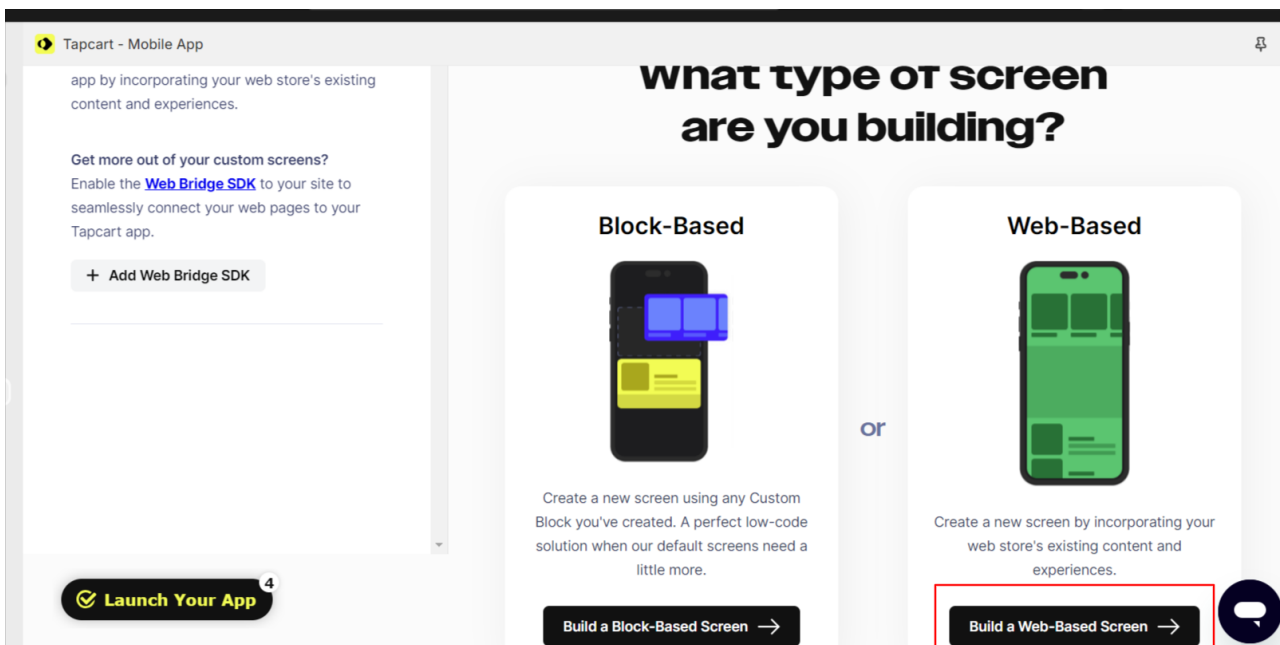 Tapcart - Mobile App
app by incorporating your web store's existing
content and experiences.
Get more out of your custom screens?
Enable the Web Bridge SDK to your site to
seamlessly connect your web pages to your
Tapcart app.
+ Add Web Bridge SDK
4
Launch Your App
What type of screen
are you building?
Block-Based
Create a new screen using any Custom
Block you've created. A perfect low-code
solution when our default screens need a
little more.
Build a Block-Based Screen →
or
Web-Based
Create a new screen by incorporating your
web store's existing content and
experiences.
Build a Web-Based Screen →